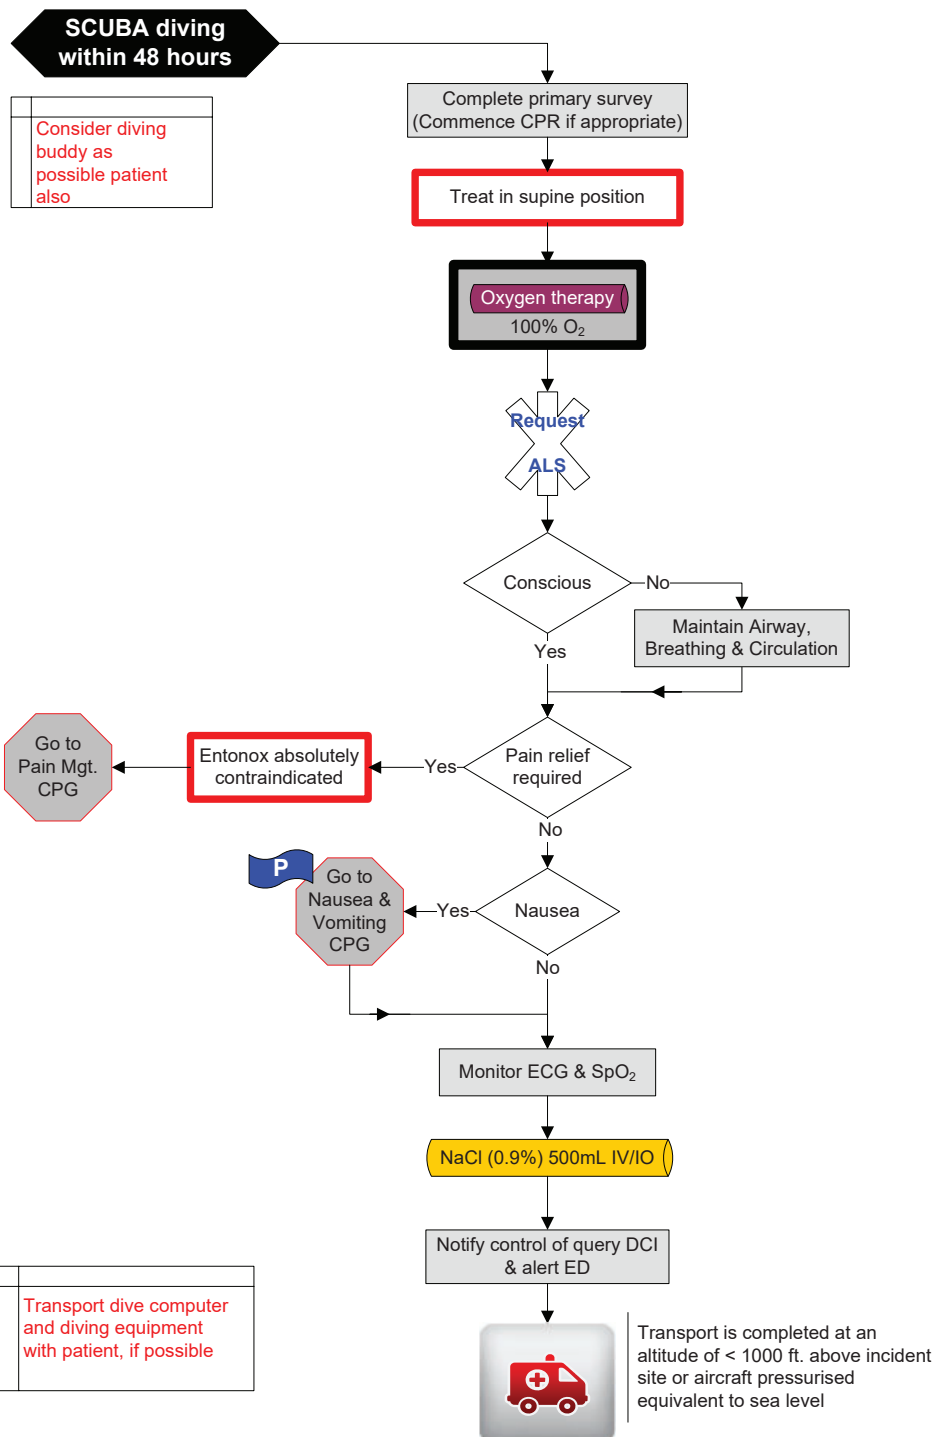 SCUBA diving
within 48 hours
Consider diving
buddy as
possible patient
also
Complete primary survey
(Commence CPR if appropriate)
Treat in supine position
Oxygen therapy
100% O₂
Request
ALS
Conscious
No
Maintain Airway,
Breathing & Circulation
Yes
Pain relief
required
Yes
Entonox absolutely
contraindicated
Go to
Pain Mgt.
CPG
No
Nausea
Yes
P
Go to
Nausea &
Vomiting
CPG
No
Monitor ECG & SpO₂
NaCl (0.9%) 500mL IV/IO
Notify control of query DCI
& alert ED
Transport dive computer
and diving equipment
with patient, if possible
Transport is completed at an
altitude of < 1000 ft. above incident
site or aircraft pressurised
equivalent to sea level